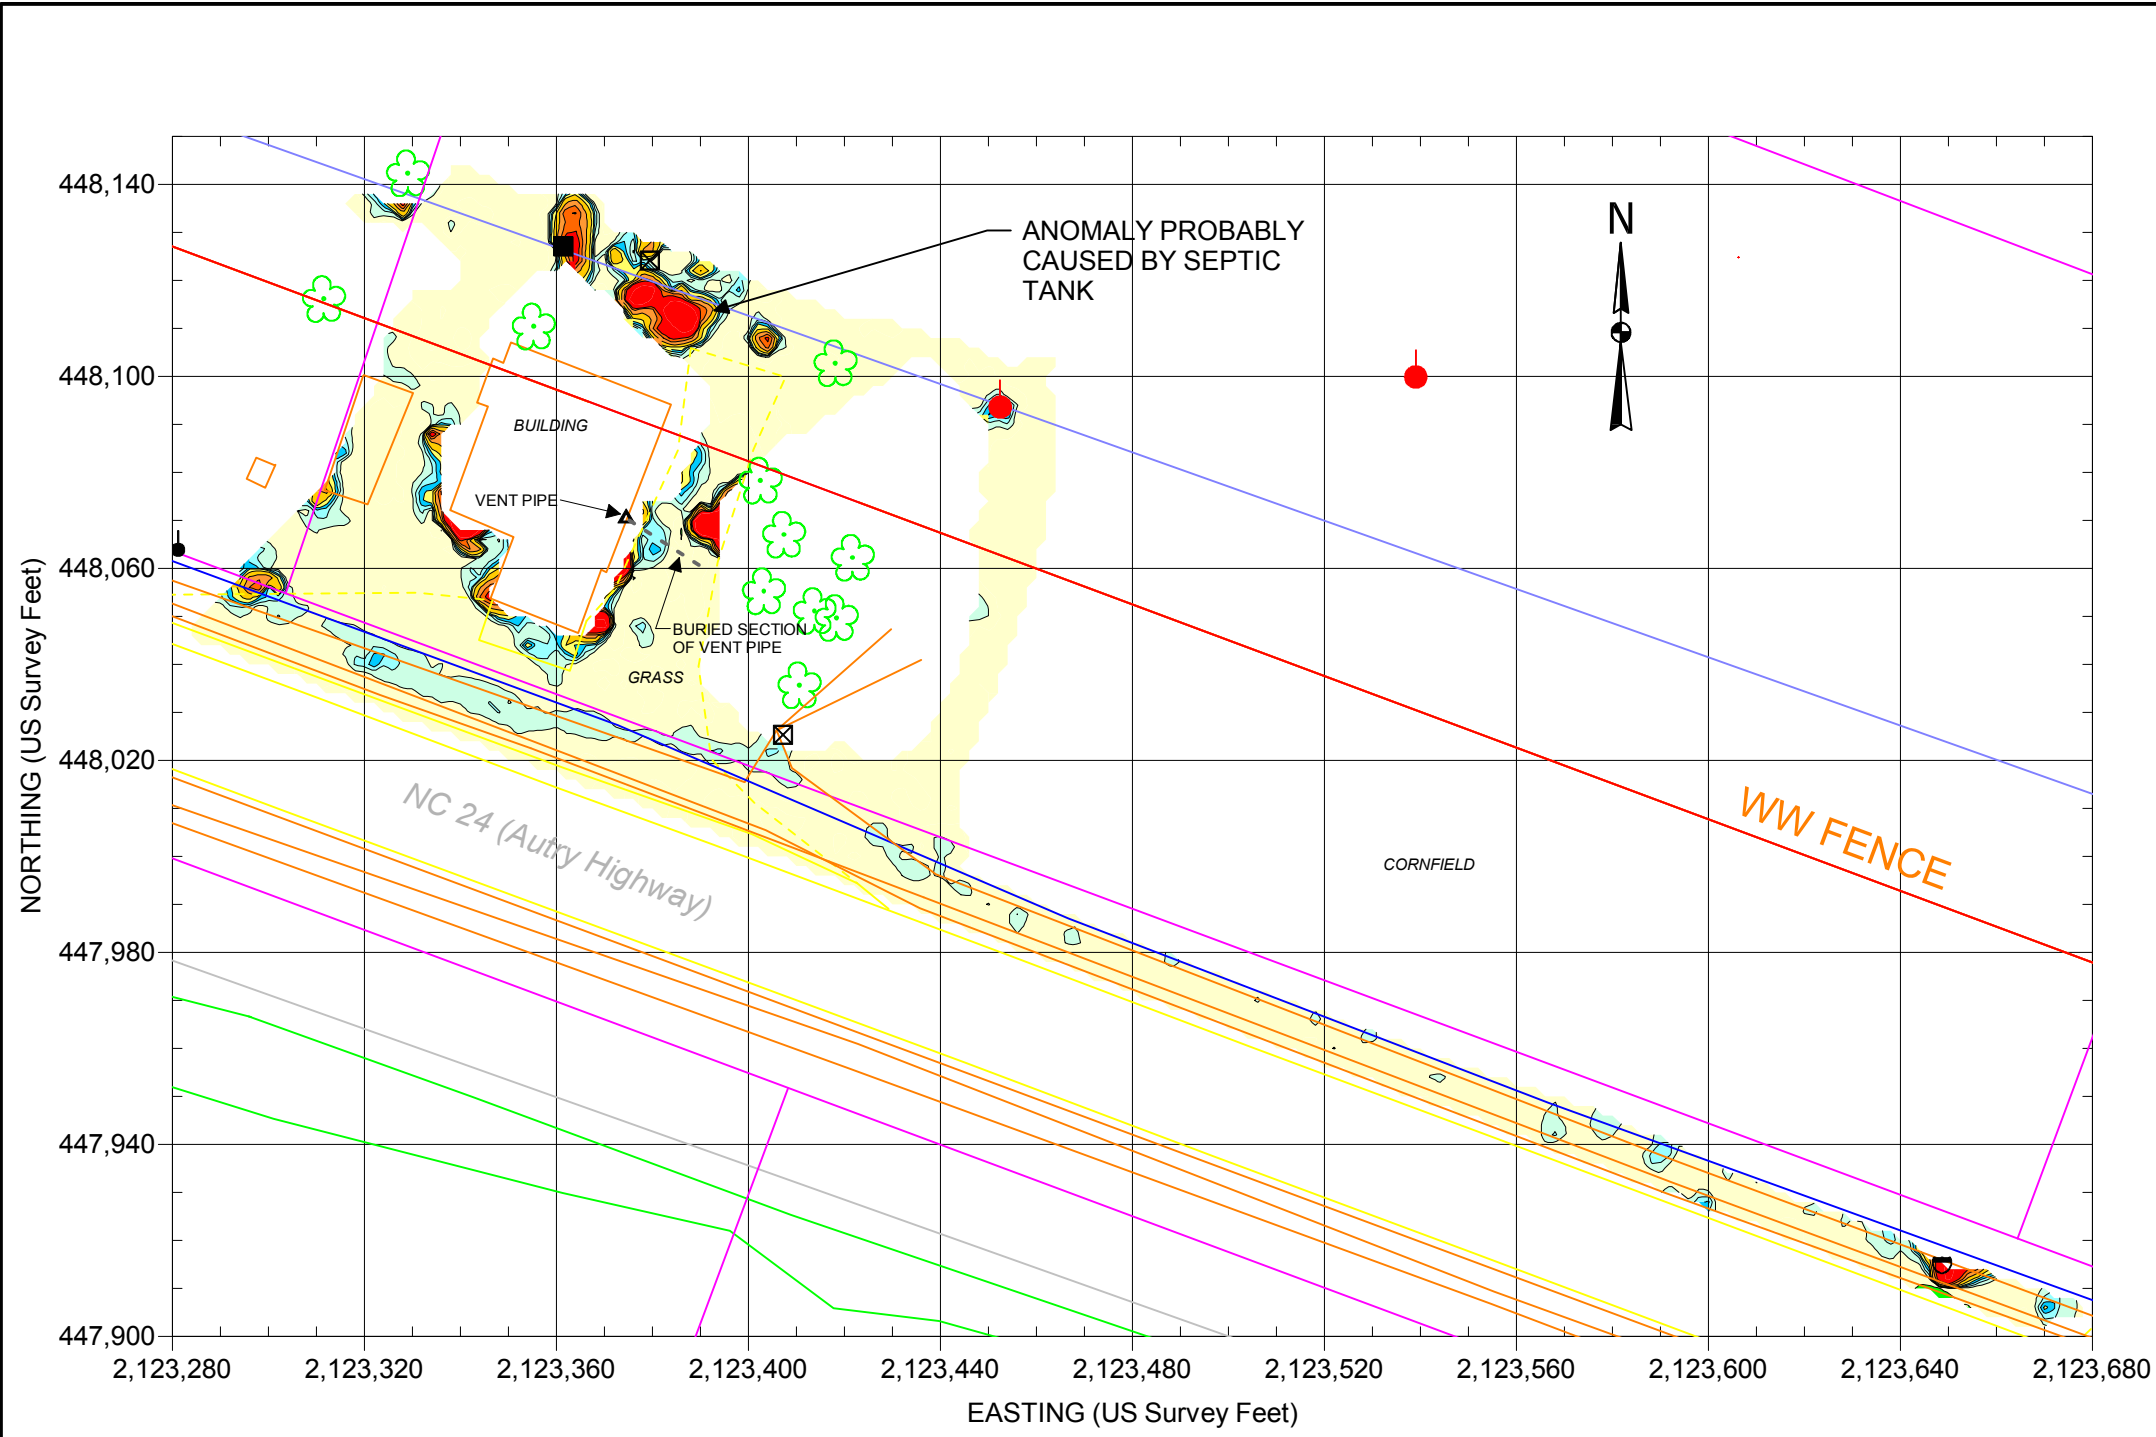 N
ANOMALY PROBABLY
CAUSED BY SEPTIC
TANK
BUILDING
VENT PIPE
BURIED SECTION
OF VENT PIPE
GRASS
NC 24 (Autry Highway)
WW FENCE
CORNFIELD
NORTHING (US Survey Feet)
448,140
448,100
448,060
448,020
447,980
447,940
447,900
2,123,280
2,123,320
2,123,360
2,123,400
2,123,440
2,123,480
2,123,520
2,123,560
2,123,600
2,123,640
2,123,680
EASTING (US Survey Feet)